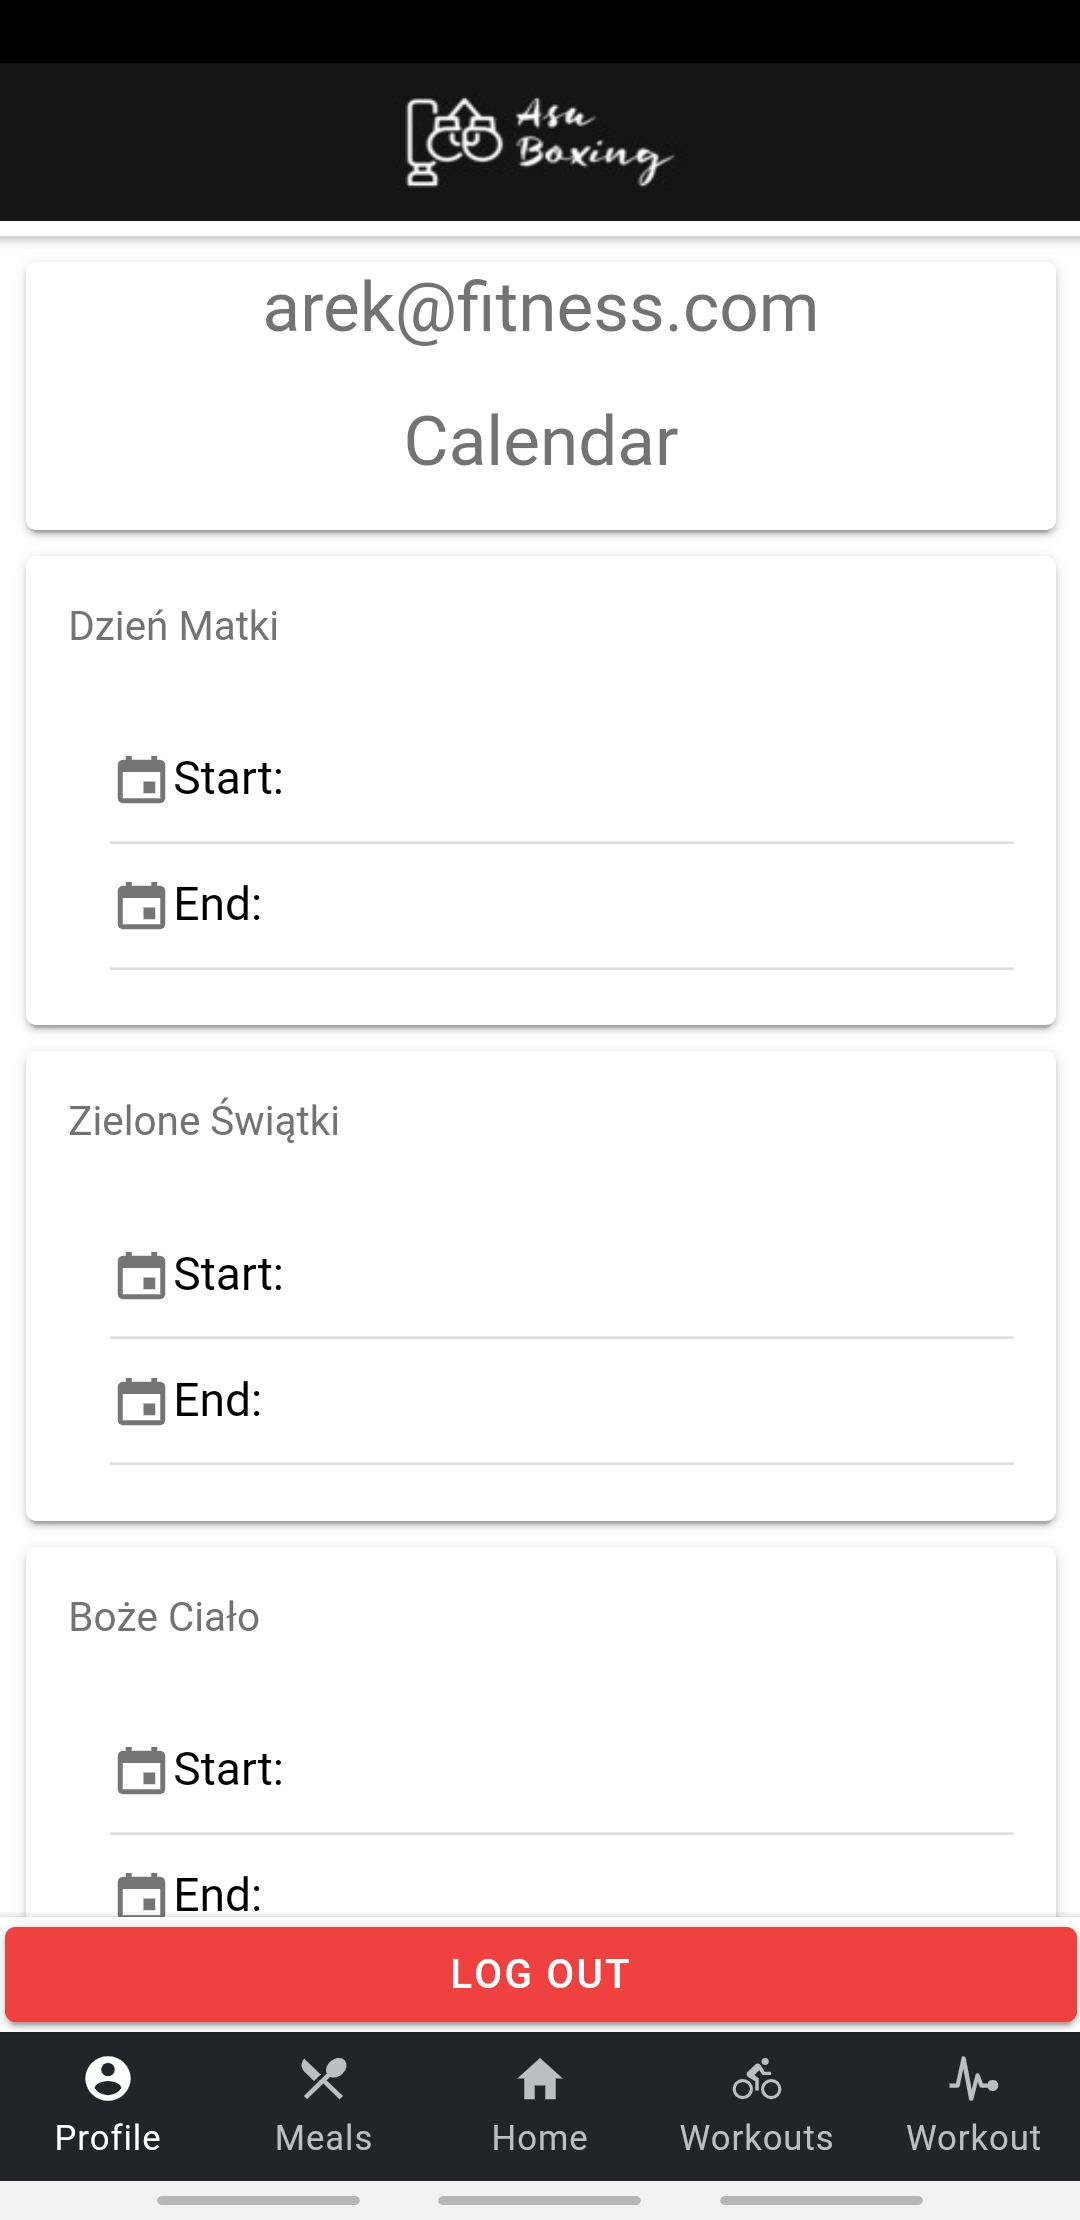 Asu
Boxing
arek@fitness.com
Calendar
Dzień Matki
Start:
End:
Zielone Świątki
Start:
End:
Boże Ciało
Start:
End:
LOG OUT
Profile
Meals
Home
Workouts
Workout